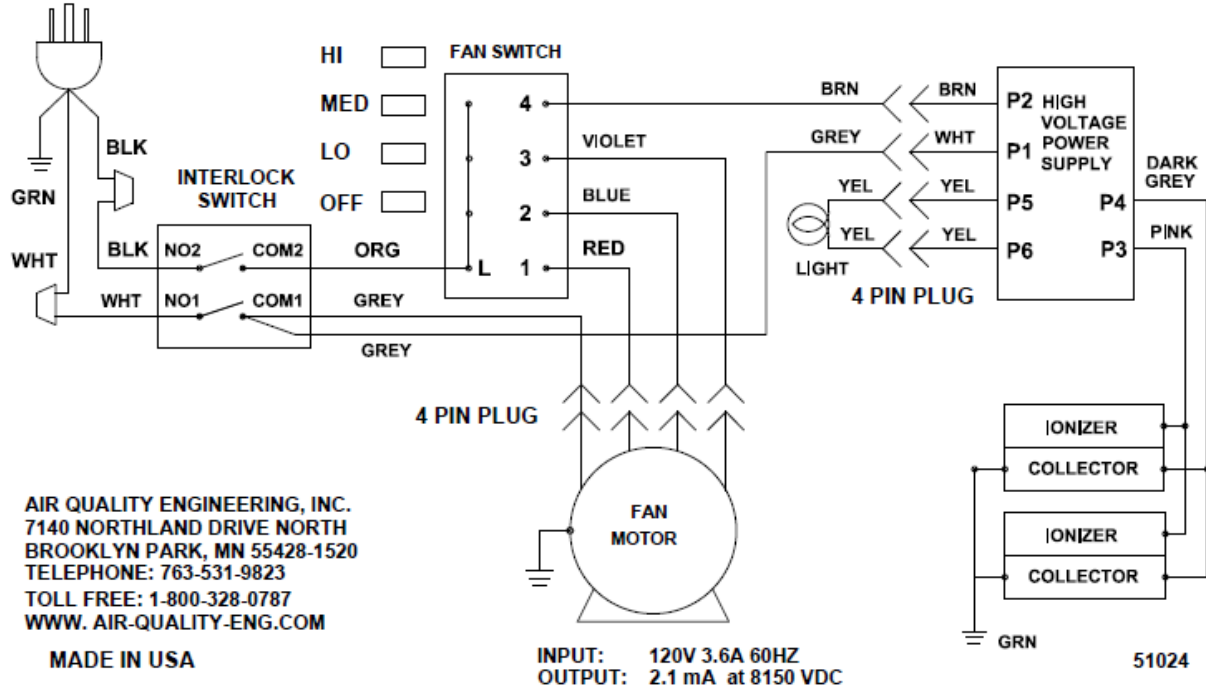 HI
FAN SWITCH
MED
LO
OFF
4
3
2
L 1
BLK
GRN
INTERLOCK
SWITCH
WHT
BLK
NO2 COM2
ORG
WHT
NO1 COM1
GREY
GREY
VIOLET
BLUE
RED
BRN BRN
GREY WHT
YEL YEL
YEL YEL
LIGHT
4 PIN PLUG
P2 HIGH
VOLTAGE
P1 POWER
SUPPLY
P5 P4
P6 P3
DARK
GREY
PINK
4 PIN PLUG
FAN
MOTOR
IONIZER
COLLECTOR
IONIZER
COLLECTOR
GRN
AIR QUALITY ENGINEERING, INC.
7140 NORTHLAND DRIVE NORTH
BROOKLYN PARK, MN 55428-1520
TELEPHONE: 763-531-9823
TOLL FREE: 1-800-328-0787
WWW. AIR-QUALITY-ENG.COM
MADE IN USA
INPUT: 120V 3.6A 60HZ
OUTPUT: 2.1 mA at 8150 VDC
51024